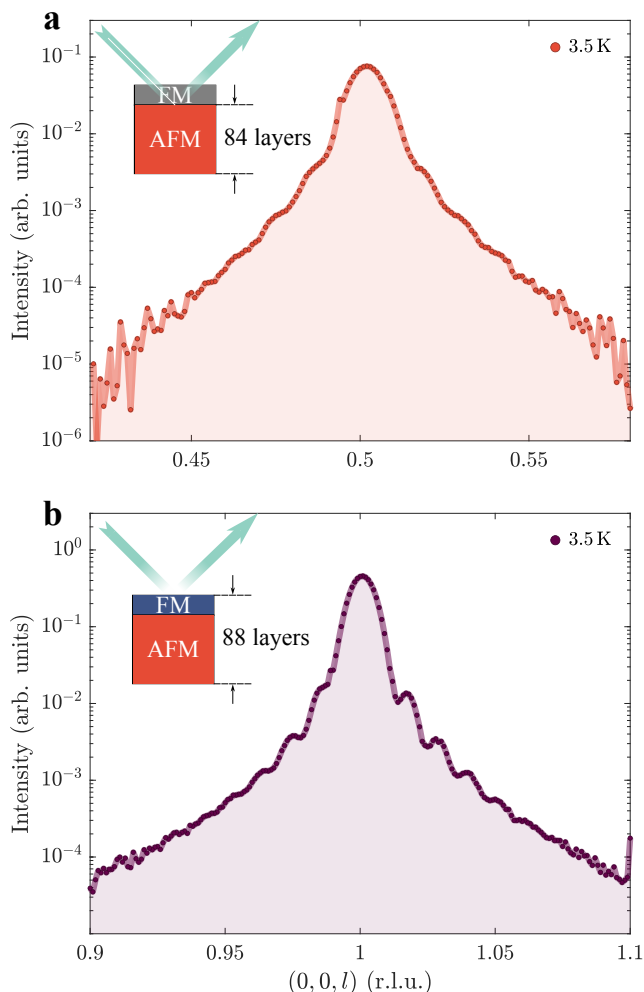 a
3.5 K
FM
AFM
84 layers
Intensity (arb. units)
10⁻¹
10⁻²
10⁻³
10⁻⁴
10⁻⁵
10⁻⁶
0.45
0.5
0.55
b
3.5 K
FM
AFM
88 layers
Intensity (arb. units)
10⁰
10⁻¹
10⁻²
10⁻³
10⁻⁴
0.9
0.95
1
1.05
1.1
(0, 0, l) (r.l.u.)